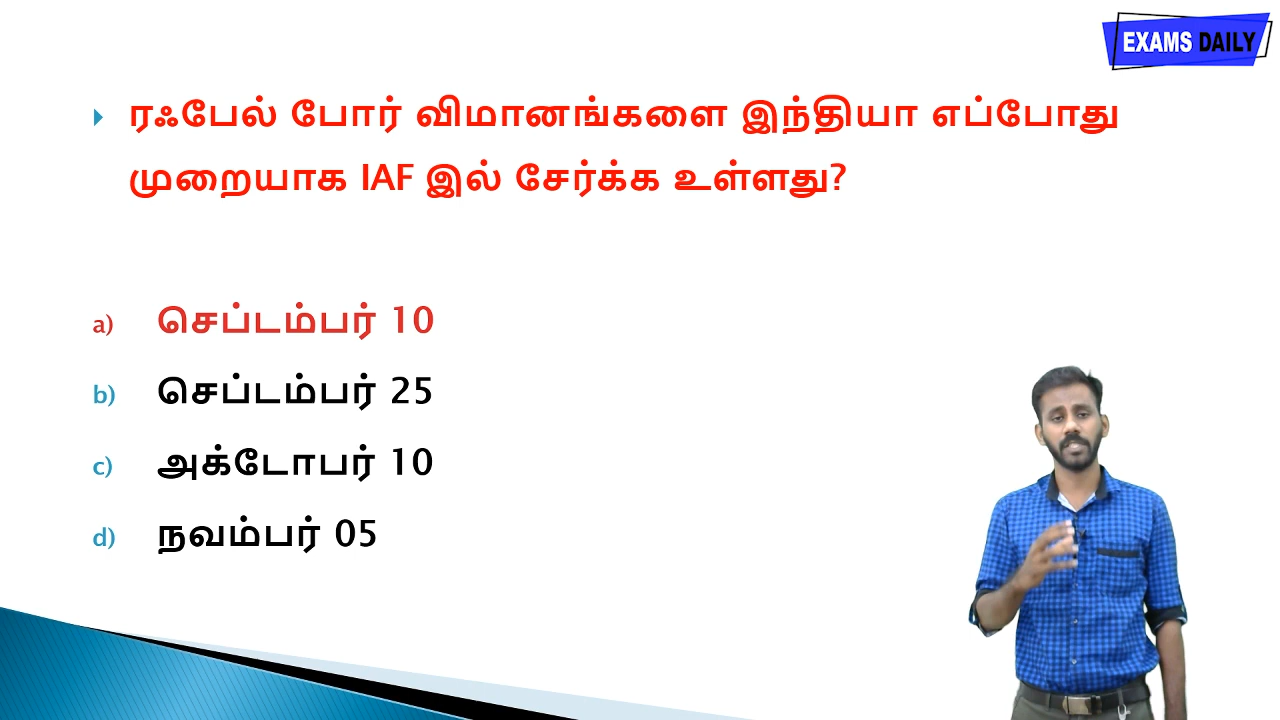 EXAMS DAILY
ரஃபேல் போர் விமானங்களை இந்தியா எப்போது
முறையாக IAF இல் சேர்க்க உள்ளது?
a) செப்டம்பர் 10
b) செப்டம்பர் 25
c) அக்டோபர் 10
d) நவம்பர் 05